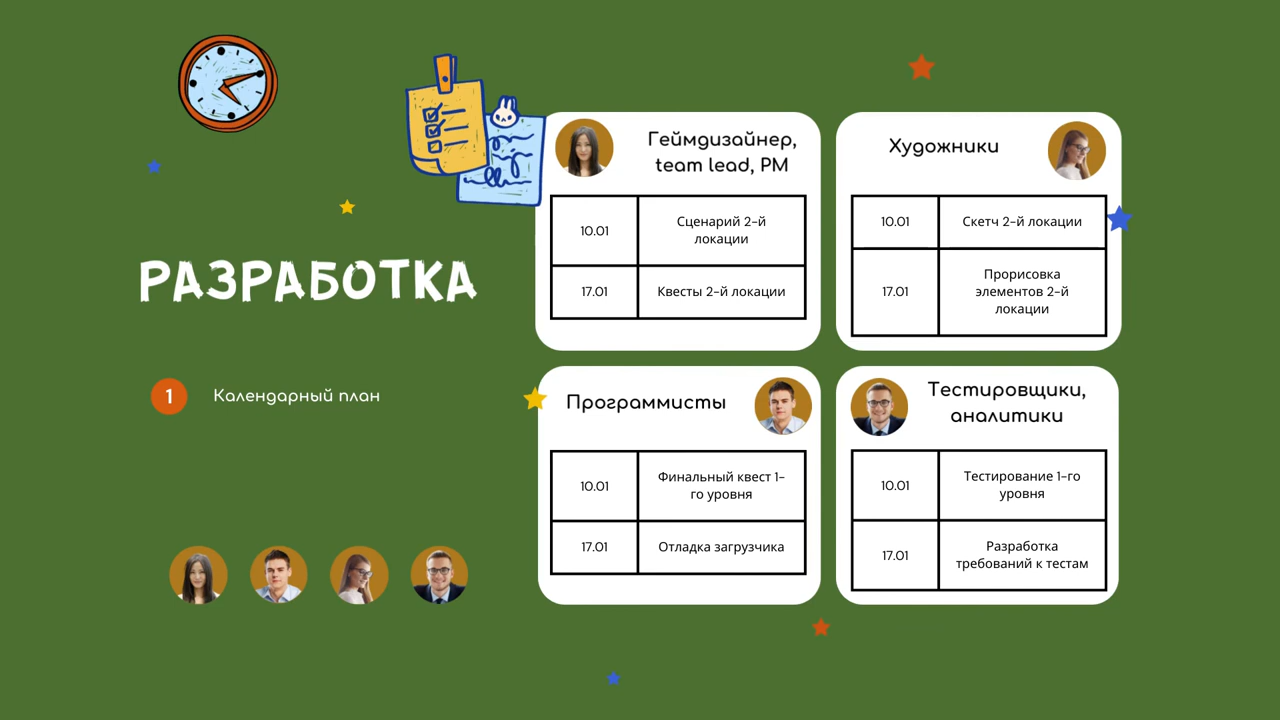 РАЗРАБОТКА
1
Календарный план
Геймдизайнер,
team lead, PM
10.01
Сценарий 2-й
локации
17.01
Квесты 2-й локации
Художники
10.01
Скетч 2-й локации
17.01
Прорисовка
элементов 2-й
локации
Программисты
10.01
Финальный квест 1-
го уровня
17.01
Отладка загрузчика
Тестировщики,
аналитики
10.01
Тестирование 1-го
уровня
17.01
Разработка
требований к тестам